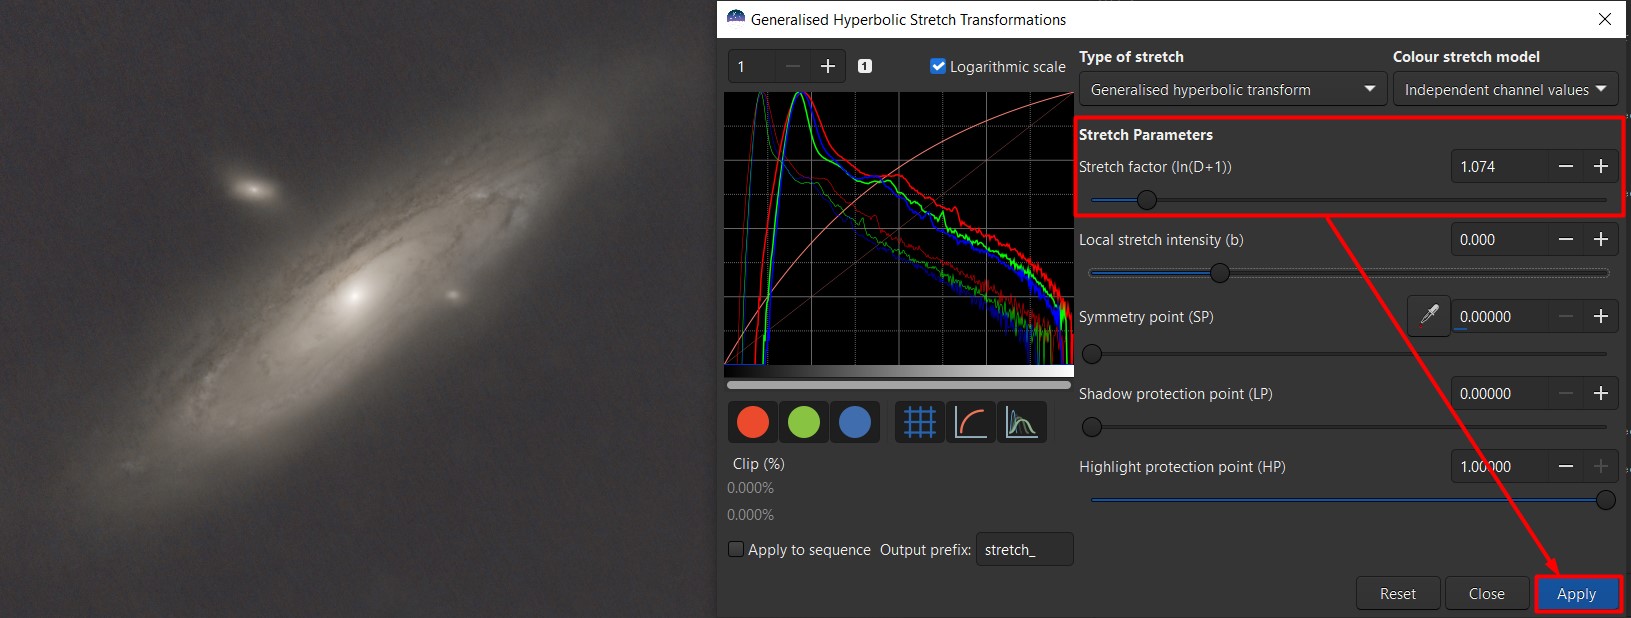 Generalised Hyperbolic Stretch Transformations
1
1
Logarithmic scale
Clip (%)
0.000%
0.000%
Apply to sequence Output prefix: stretch_
Type of stretch
Generalised hyperbolic transform
Colour stretch model
Independent channel values
Stretch Parameters
Stretch factor (ln(D+1)) 1.074
Local stretch intensity (b) 0.000
Symmetry point (SP) 0.00000
Shadow protection point (LP) 0.00000
Highlight protection point (HP) 1.00000
Reset Close Apply